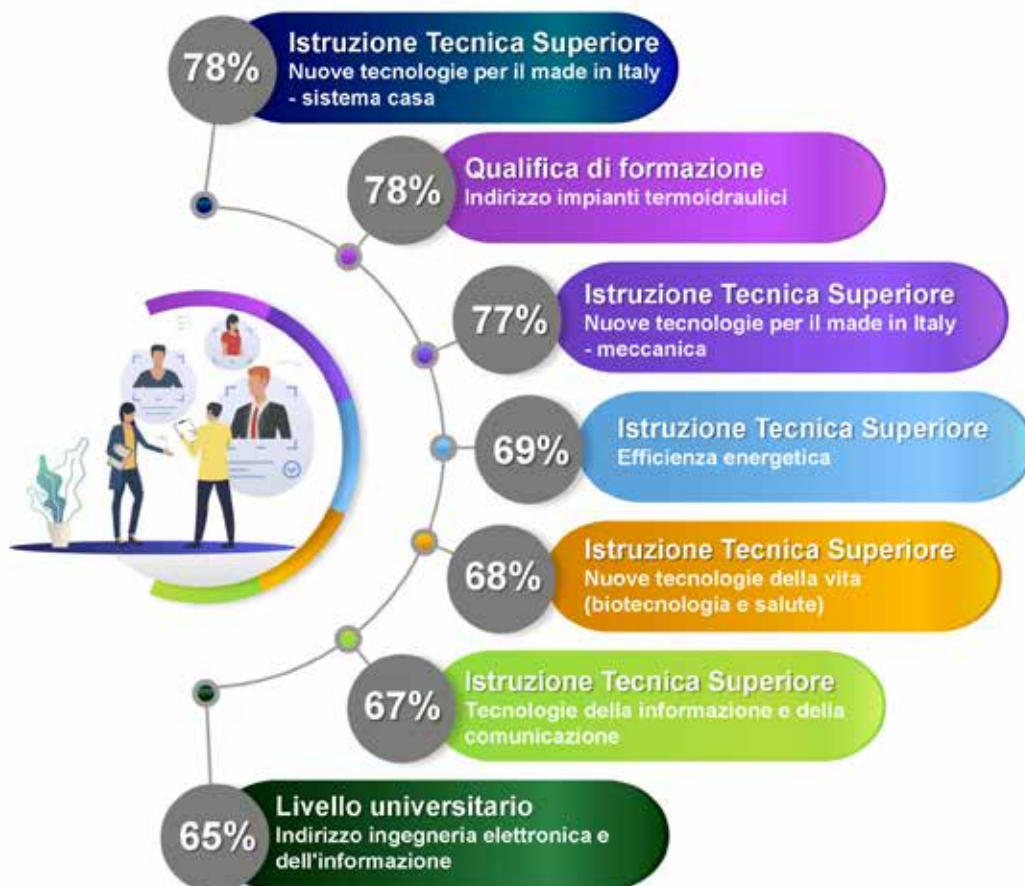 78%
Istruzione Tecnica Superiore
Nuove tecnologie per il made in Italy
- sistema casa
78%
Qualifica di formazione
Indirizzo impianti termoidraulici
77%
Istruzione Tecnica Superiore
Nuove tecnologie per il made in Italy
- meccanica
69%
Istruzione Tecnica Superiore
Efficienza energetica
68%
Istruzione Tecnica Superiore
Nuove tecnologie della vita
(biotecnologia e salute)
67%
Istruzione Tecnica Superiore
Tecnologie della informazione e della
comunicazione
65%
Livello universitario
Indirizzo ingegneria elettronica e
dell'informazione